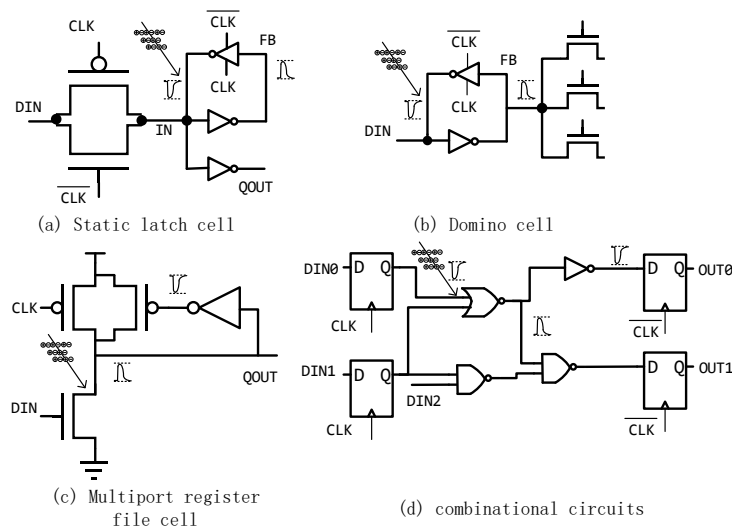 CLK
CLK
FB
CLK
DIN
IN
CLK
QOUT
(a) Static latch cell
CLK
FB
CLK
DIN
(b) Domino cell
CLK
QOUT
DIN
(c) Multiport register
file cell
DIN0
D Q
CLK
D Q
OUT0
CLK
DIN1
D Q
CLK
DIN2
D Q
OUT1
CLK
(d) combinational circuits